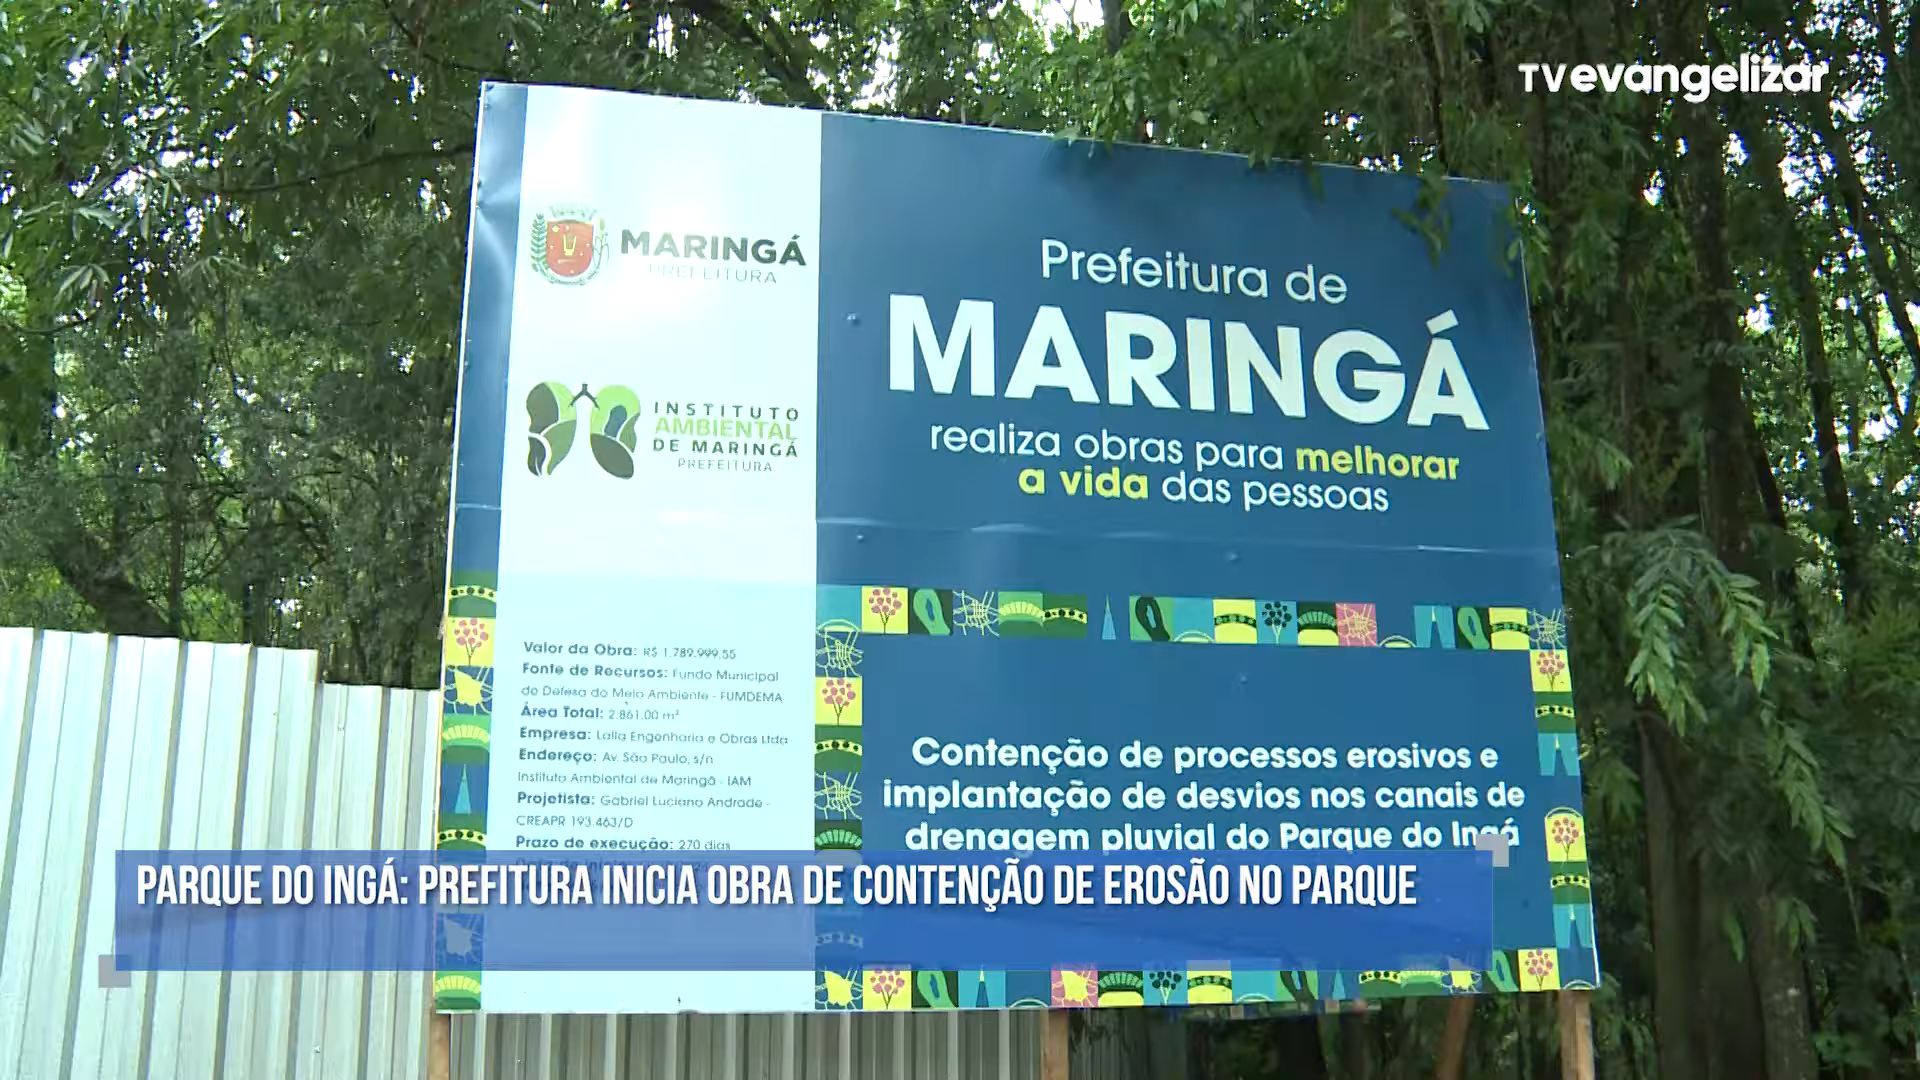 TV evangelizar
MARINGÁ
PREFEITURA
INSTITUTO
AMBIENTAL
DE MARINGÁ
PREFEITURA
Prefeitura de
MARINGÁ
realiza obras para melhorar
a vida das pessoas
Valor da Obra: R$ 1.789.999,55
Fonte de Recursos: Fundo Municipal
de Defesa do Meio Ambiente - FUMDEMA
Área Total: 2.861,00 m²
Empresa: Lalla Engenharia e Obras Ltda
Endereço: Av. São Paulo, s/n
Instituto Ambiental de Maringá - IAM
Projetista: Gabriel Luciano Andrade -
CREAPR 193.463/D
Prazo de execução: 270 dias
Contenção de processos erosivos e
implantação de desvios nos canais de
drenagem pluvial do Parque do Ingá
PARQUE DO INGÁ: PREFITURA INICIA OBRA DE CONTENÇÃO DE EROSÃO NO PARQUE